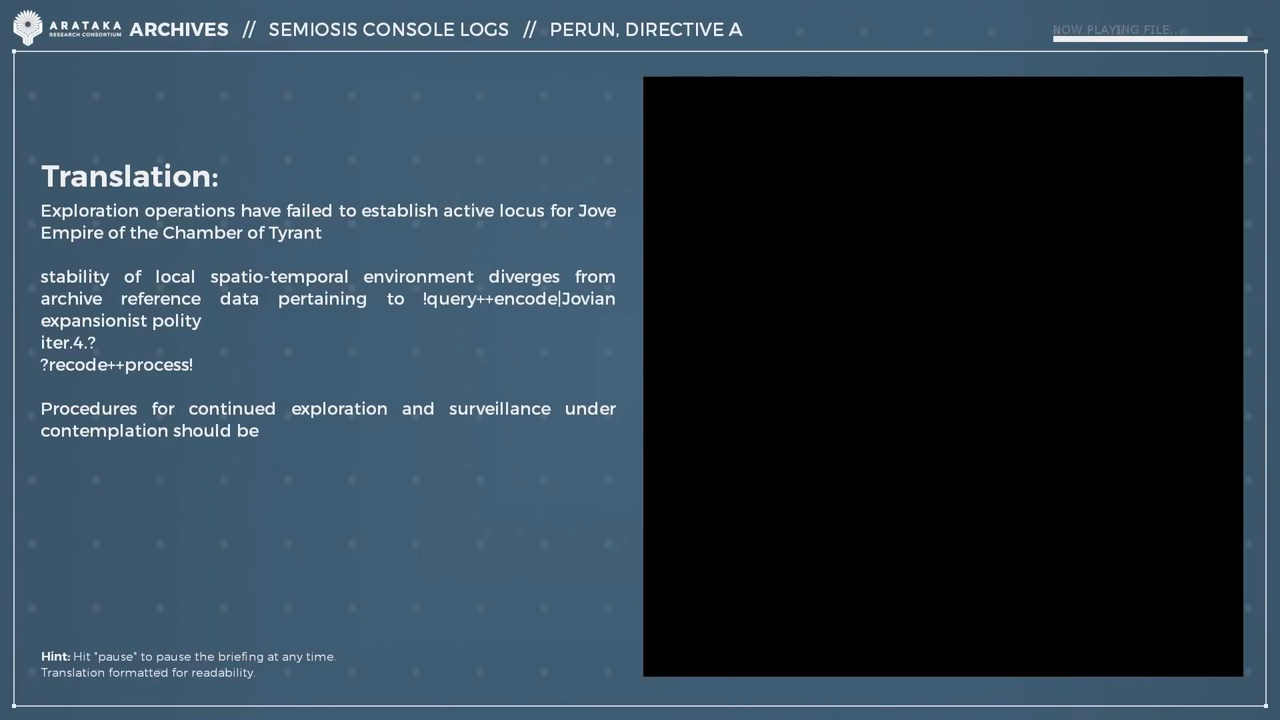 ARATAKA
RESEARCH CONSORTIUM
ARCHIVES // SEMIOSIS CONSOLE LOGS // PERUN, DIRECTIVE A
NOW PLAYING FILE..
Translation:
Exploration operations have failed to establish active locus for Jove
Empire of the Chamber of Tyrant
stability of local spatio-temporal environment diverges from
archive reference data pertaining to !query++encode|Jovian
expansionist polity
iter.4.?
?recode++process!
Procedures for continued exploration and surveillance under
contemplation should be
Hint: Hit "pause" to pause the briefing at any time.
Translation formatted for readability.